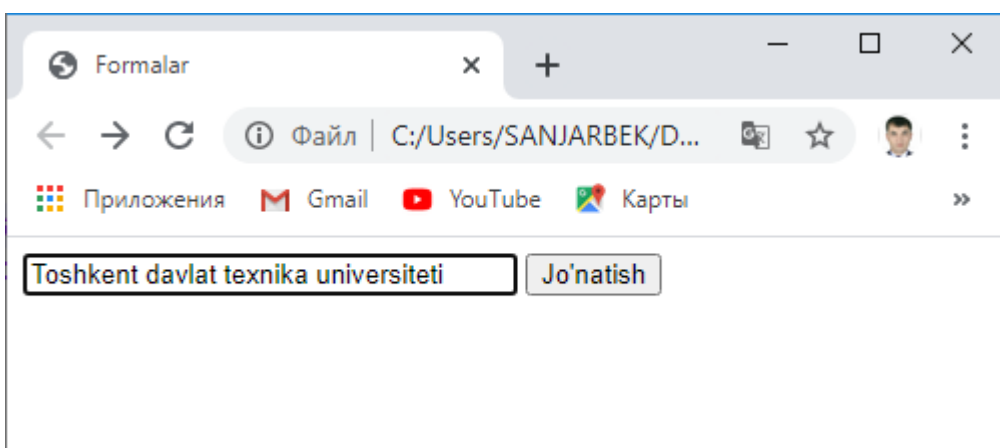 Formalar
Файл | C:/Users/SANJARBEK/D...
Приложения Gmail YouTube Карты »
Toshkent davlat texnika universiteti Jo'natish